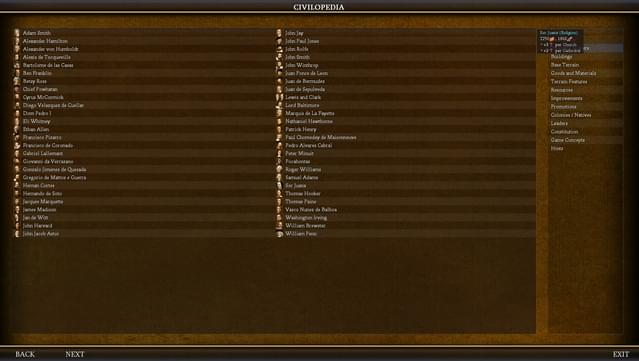 CIVILOPEDIA
Adam Smith
Alexander Hamilton
Alexander von Humboldt
Alexis de Tocqueville
Bartolome de las Casas
Ben Franklin
Betsy Ross
Chief Powhatan
Cyrus McCormick
Diego Velazquez de Cuellar
Dom Pedro I
Eli Whitney
Ethan Allen
Francisco Pizarro
Francisco de Coronado
Gabriel Lallemant
Giovanni da Verrazano
Gonzalo Jimenez de Quesada
Gregorio de Mattos e Guerra
Hernan Cortes
Hernando de Soto
Jacques Marquette
James Madison
Jan de Witt
John Harvard
John Jacob Astor
John Jay
John Paul Jones
John Rolfe
John Smith
John Winthrop
Juan Ponce de Leon
Juan de Bermudez
Juan de Sepulveda
Lewis and Clark
Lord Baltimore
Marquis de La Fayette
Nathaniel Hawthorne
Patrick Henry
Paul Chomedey de Maisonneuve
Pedro Alvares Cabral
Peter Minuit
Pocahontas
Roger Williams
Samuel Adams
Sor Juana
Thomas Hooker
Thomas Paine
Vasco Nunez de Balboa
Washington Irving
William Brewster
William Penn
Sor Juana (Religion)
per Church
per Cathedral
Buildings
Base Terrain
Goods and Materials
Terrain Features
Resources
Improvements
Promotions
Colonies / Natives
Leaders
Constitution
Game Concepts
Hints
BACK NEXT EXIT